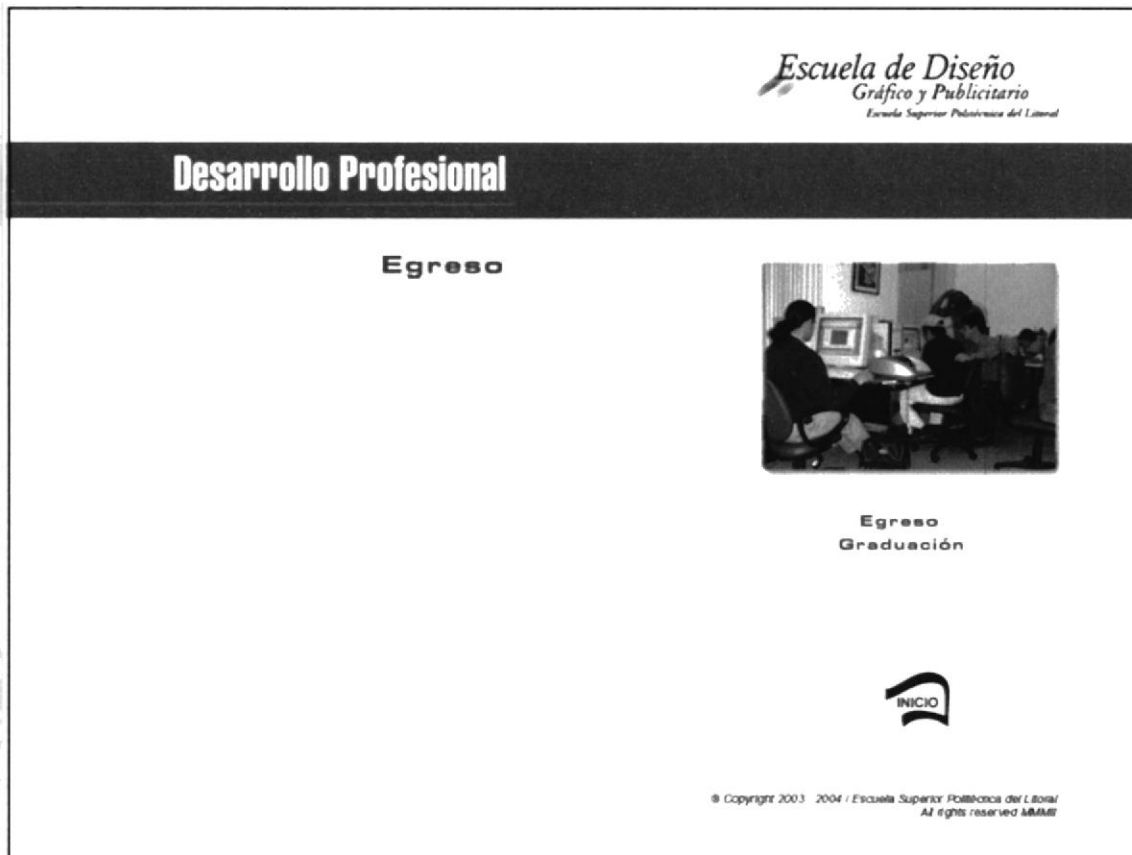 Escuela de Diseño
Gráfico y Publicitario
Escuela Superior Politécnica del Litoral
Desarrollo Profesional
Egreso
Egreso
Graduación
INICIO
® Copyright 2003 2004 / Escuela Superior Politécnica del Litoral
All rights reserved MMMII